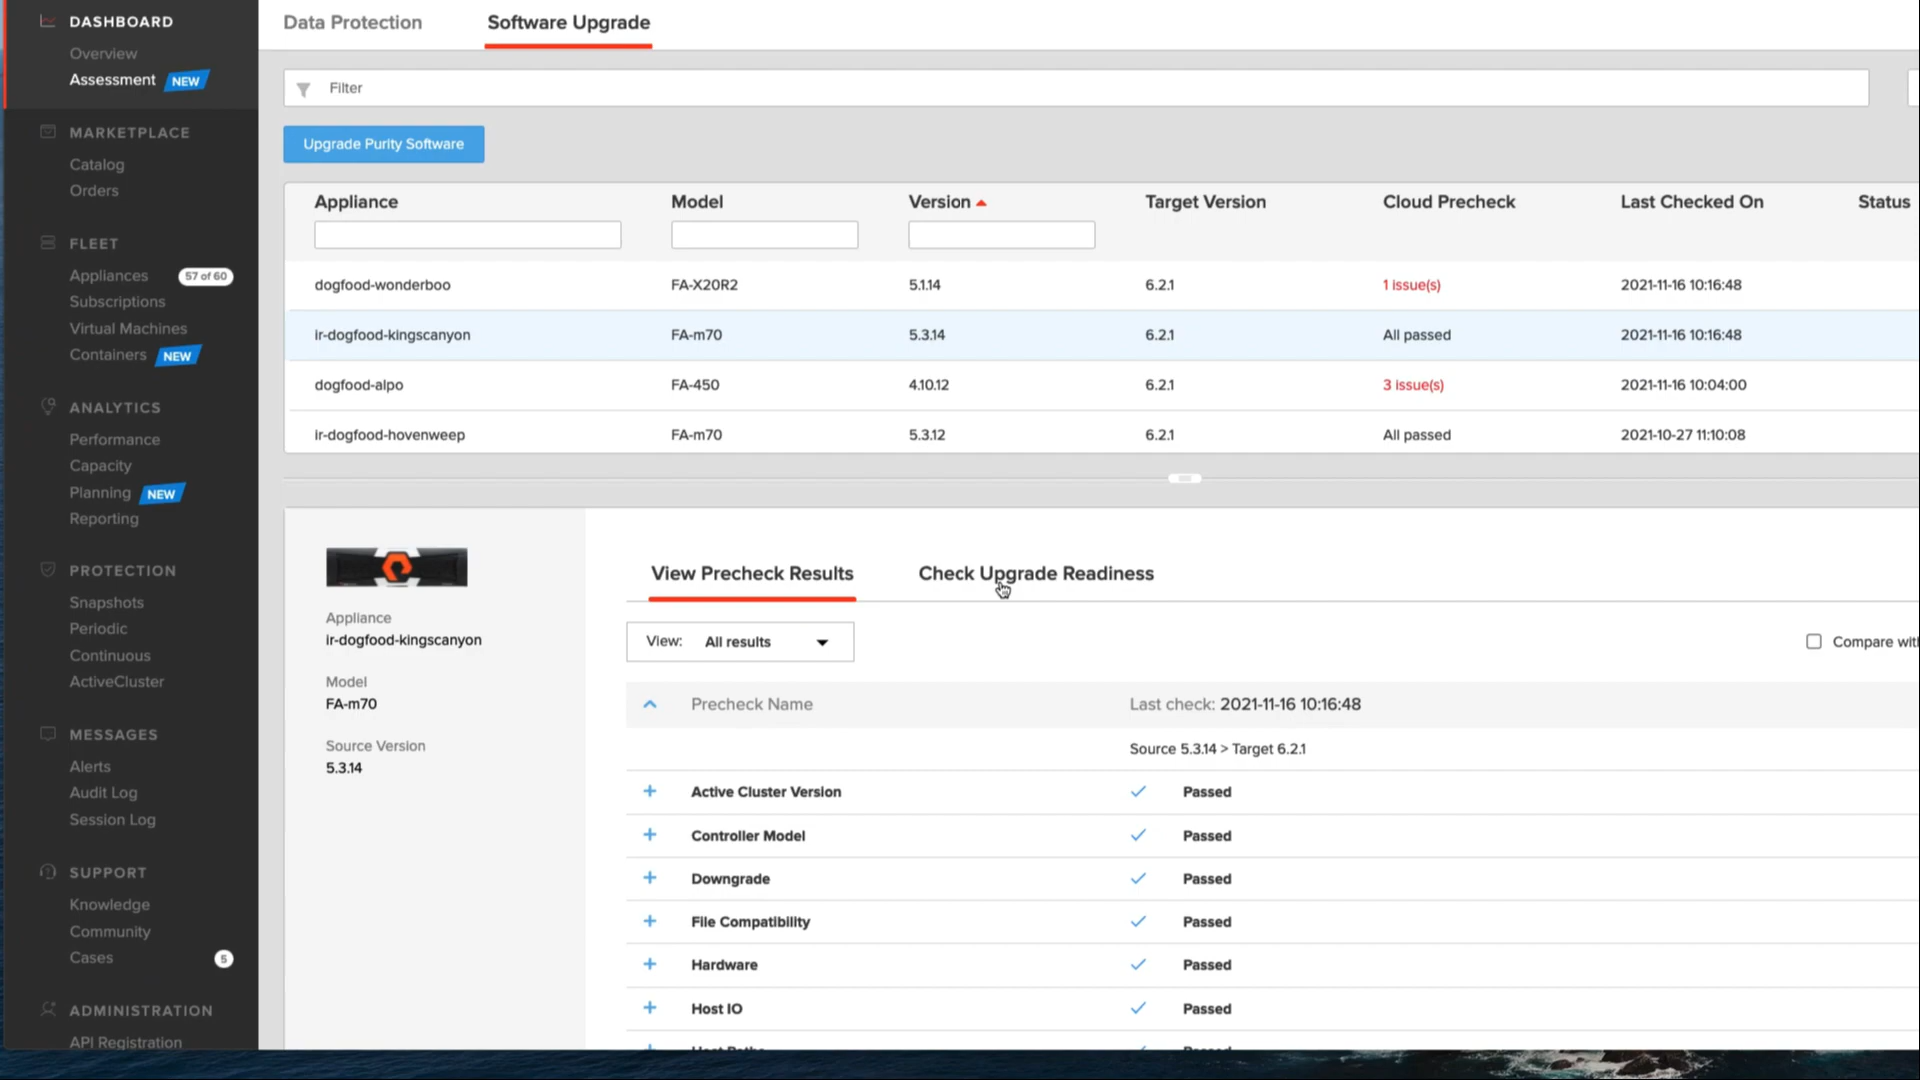 DASHBOARD
Overview
Assessment NEW
MARKETPLACE
Catalog
Orders
FLEET
Appliances 57 of 60
Subscriptions
Virtual Machines
Containers NEW
ANALYTICS
Performance
Capacity
Planning NEW
Reporting
PROTECTION
Snapshots
Periodic
Continuous
ActiveCluster
MESSAGES
Alerts
Audit Log
Session Log
SUPPORT
Knowledge
Community
Cases 5
ADMINISTRATION
API Registration
Data Protection Software Upgrade
Filter
Upgrade Purity Software
Appliance Model Version Target Version Cloud Precheck Last Checked On Status
dogfood-wonderboo FA-X20R2 5.1.14 6.2.1 1 issue(s) 2021-11-16 10:16:48
ir-dogfood-kingscanyon FA-m70 5.3.14 6.2.1 All passed 2021-11-16 10:16:48
dogfood-alpo FA-450 4.10.12 6.2.1 3 issue(s) 2021-11-16 10:04:00
ir-dogfood-hovenweep FA-m70 5.3.12 6.2.1 All passed 2021-10-27 11:10:08
Appliance
ir-dogfood-kingscanyon
Model
FA-m70
Source Version
5.3.14
View Precheck Results Check Upgrade Readiness
View: All results Compare
Precheck Name Last check: 2021-11-16 10:16:48
Source 5.3.14 > Target 6.2.1
Active Cluster Version Passed
Controller Model Passed
Downgrade Passed
File Compatibility Passed
Hardware Passed
Host IO Passed